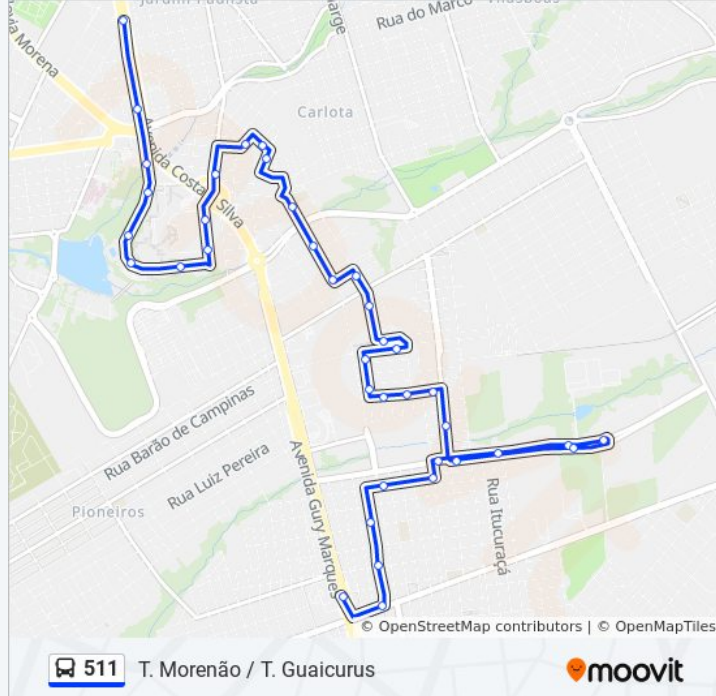 Jardim Paulista
Rua do Marco
Carlota
Avenida Costa e Silva
Rua Barão de Campinas
Rua Luiz Pereira
Avenida Gury Marques
Rua Itucuraçá
Pioneiros
© OpenStreetMap contributors | © OpenMapTiles
511 T. Morenão / T. Guaicurus
moovit